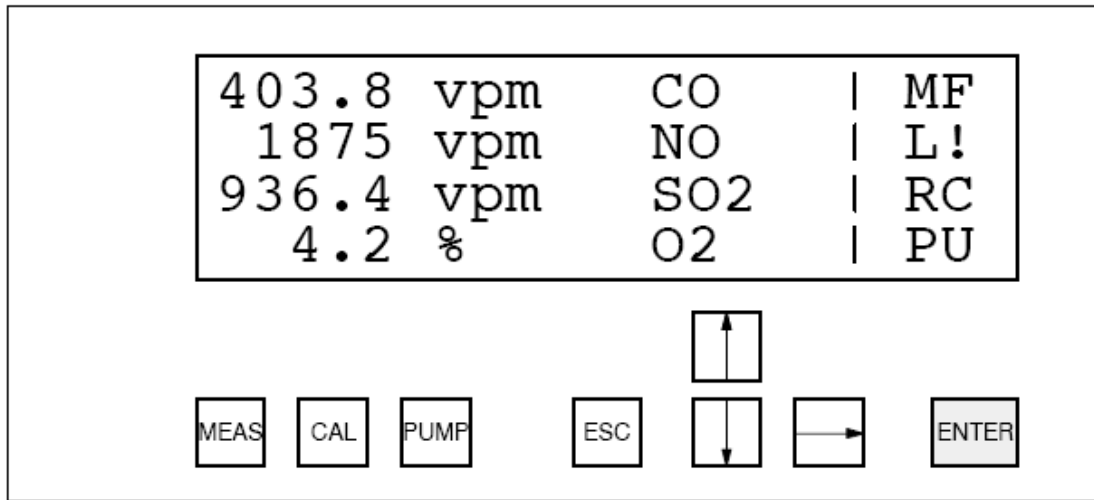 403.8 vpm CO | MF
1875 vpm NO | L!
936.4 vpm SO2 | RC
4.2 % O2 | PU
MEAS CAL PUMP ESC ENTER